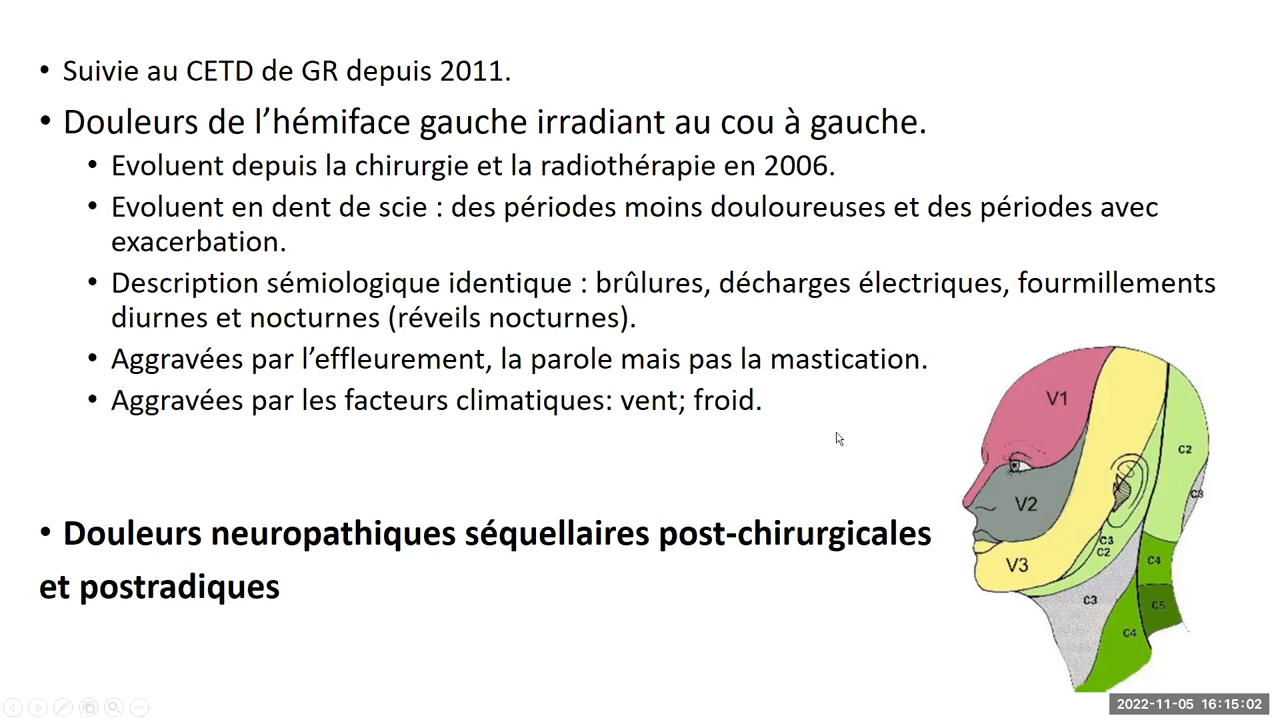 • Suivie au CETD de GR depuis 2011.
• Douleurs de l’hémiface gauche irradiant au cou à gauche.
• Evoluent depuis la chirurgie et la radiothérapie en 2006.
• Evoluent en dent de scie : des périodes moins douloureuses et des périodes avec
exacerbation.
• Description sémiologique identique : brûlures, décharges électriques, fourmillements
diurnes et nocturnes (réveils nocturnes).
• Aggravées par l’effleurement, la parole mais pas la mastication.
• Aggravées par les facteurs climatiques: vent; froid.
• Douleurs neuropathiques séquellaires post-chirurgicales
et postradiques
V1
C2
C3
V2
C3
C2
V3
C4
C3
C5
C4
2022-11-05 16:15:02